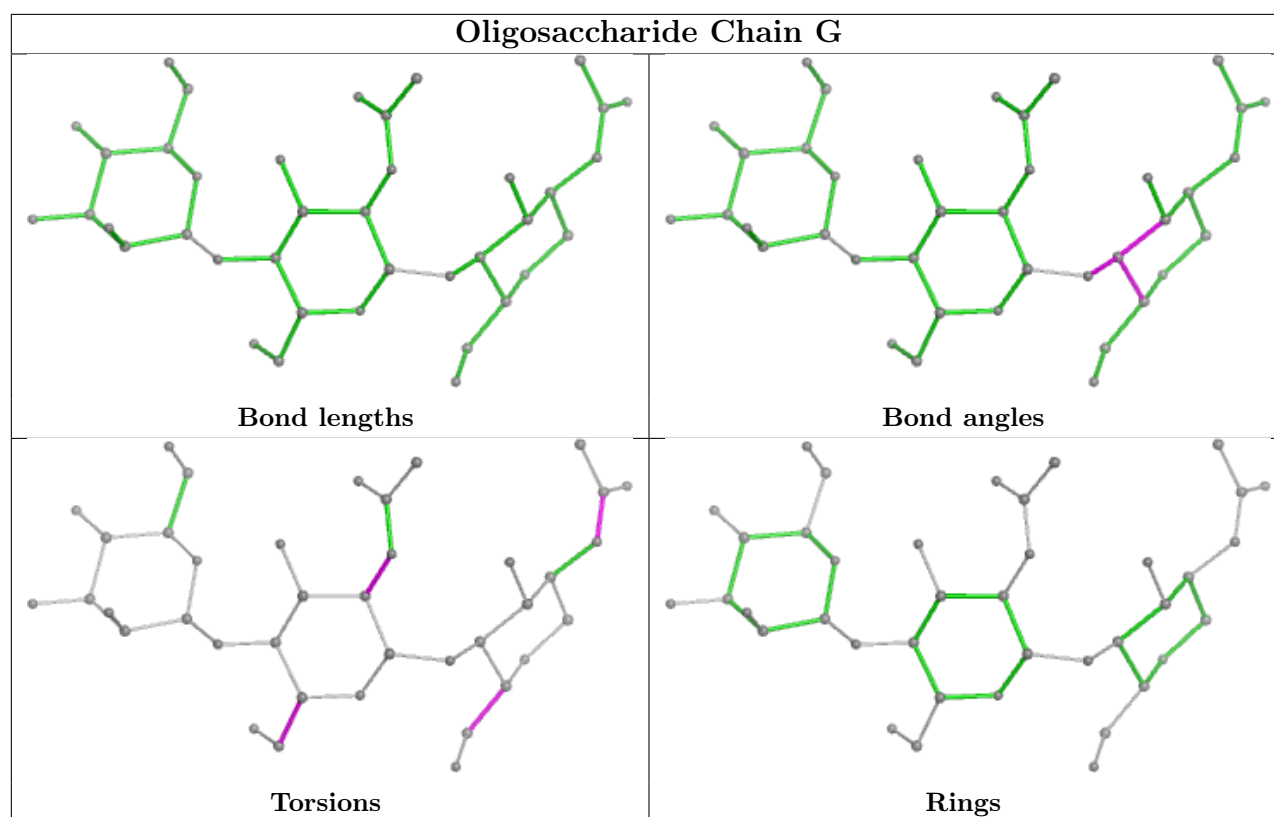 Oligosaccharide Chain G
Bond lengths
Bond angles
Torsions
Rings